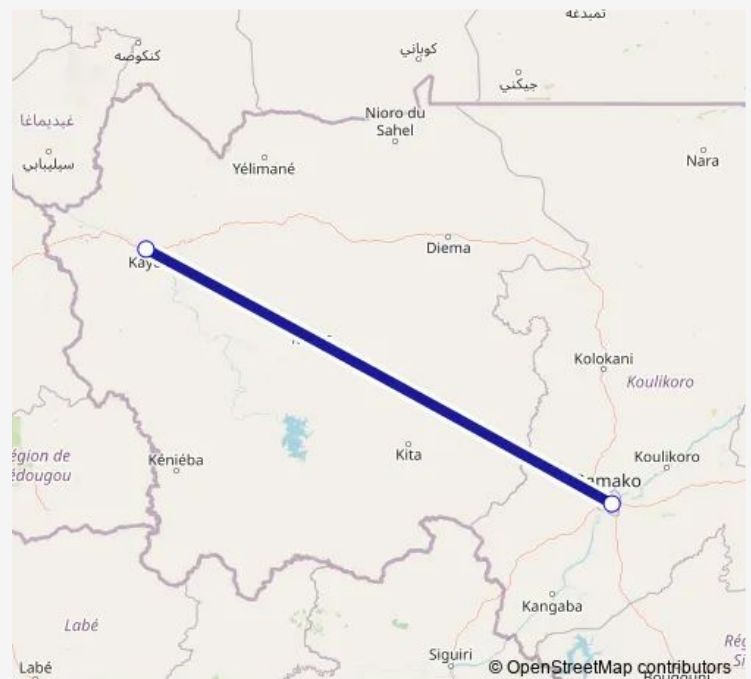 تمبدغة
كنكوصه
كوباني
جيكني
Nioro du
Sahel
غيديماغا
سيليبابي
Yélimané
Nara
Diema
Kolokani
Koulikoro
Kita
Koulikoro
Kéniéba
Kangaba
Labé
Siguiri
Labé
© OpenStreetMap contributors